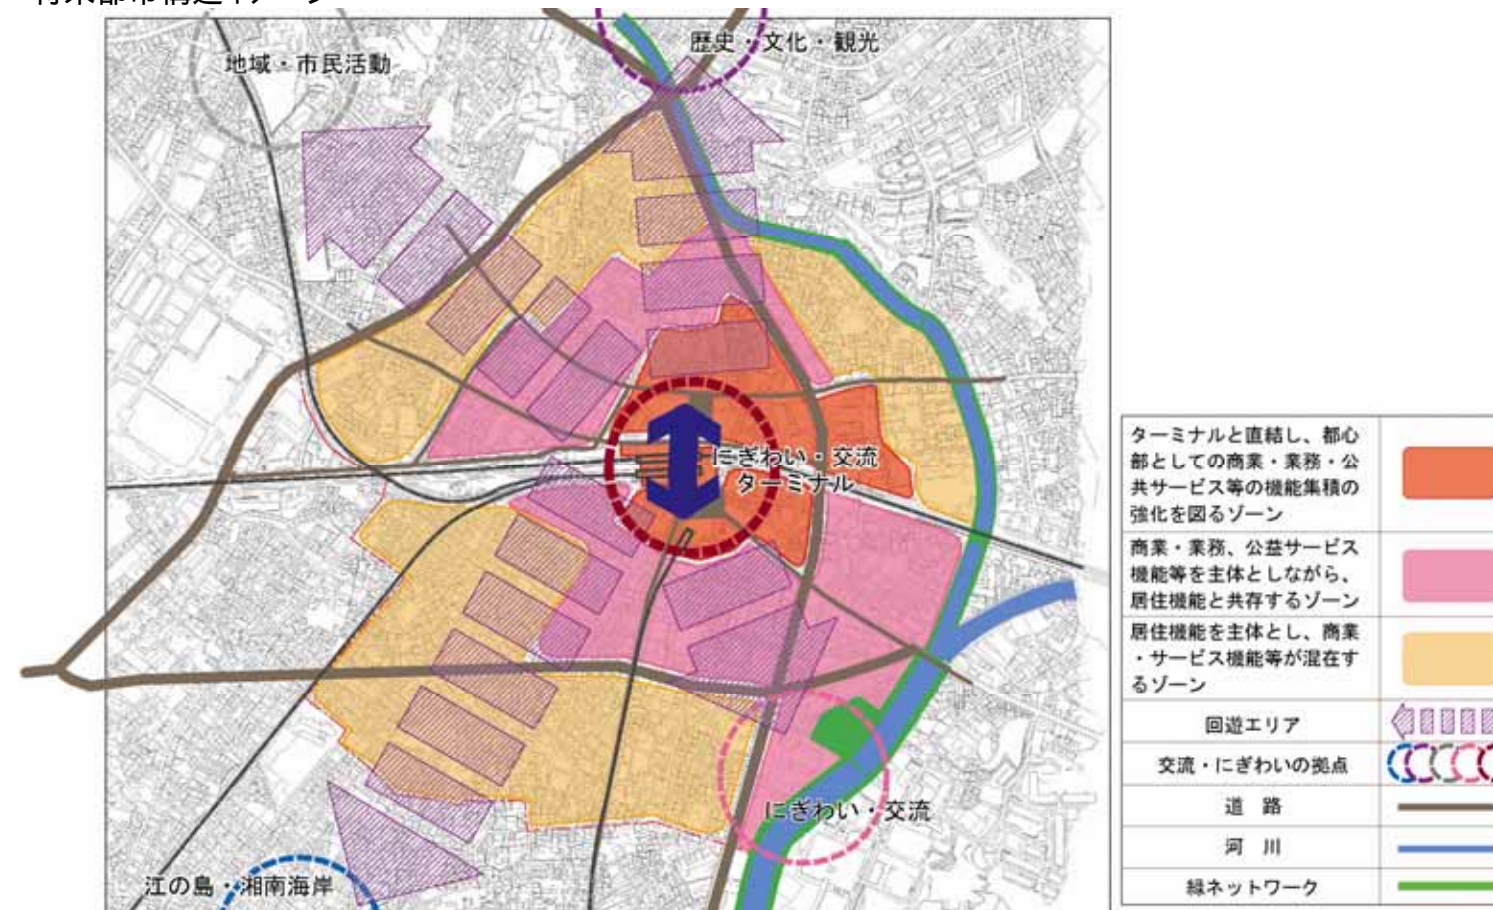 地域・市民活動
歴史・文化・観光
にぎわい・交流
ターミナル
にぎわい・交流
江の島・湘南海岸
ターミナルと直結し、都心
部としての商業・業務・公
共サービス等の機能集積の
強化を図るゾーン
商業・業務、公益サービス
機能等を主体としながら、
居住機能と共存するゾーン
居住機能を主体とし、商業
・サービス機能等が混在す
るゾーン
回遊エリア
交流・にぎわいの拠点
道 路
河 川
緑ネットワーク